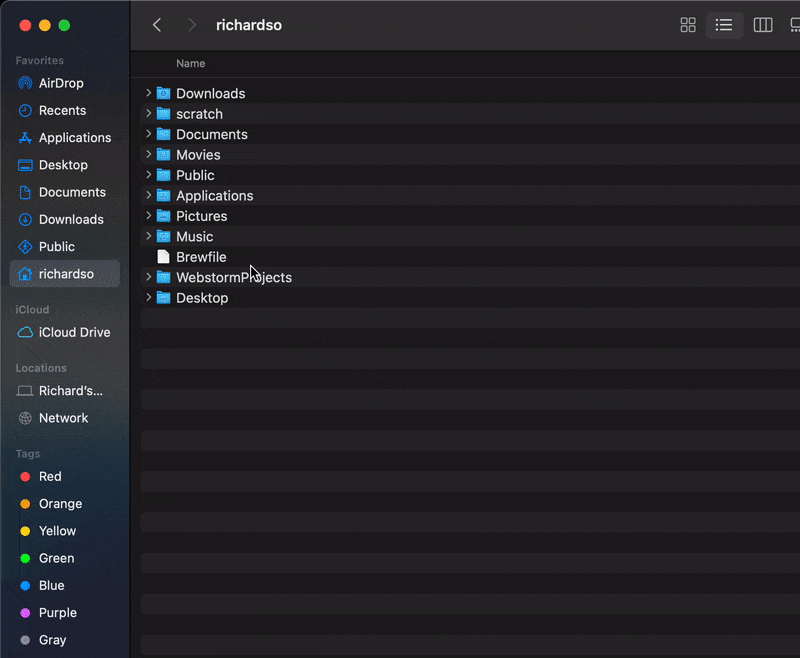 richardso
Favorites
AirDrop
Recents
Applications
Desktop
Documents
Downloads
Public
richardso
iCloud
iCloud Drive
Locations
Richard's...
Network
Tags
Red
Orange
Yellow
Green
Blue
Purple
Gray
Name
Downloads
scratch
Documents
Movies
Public
Applications
Pictures
Music
Brewfile
WebstormProjects
Desktop